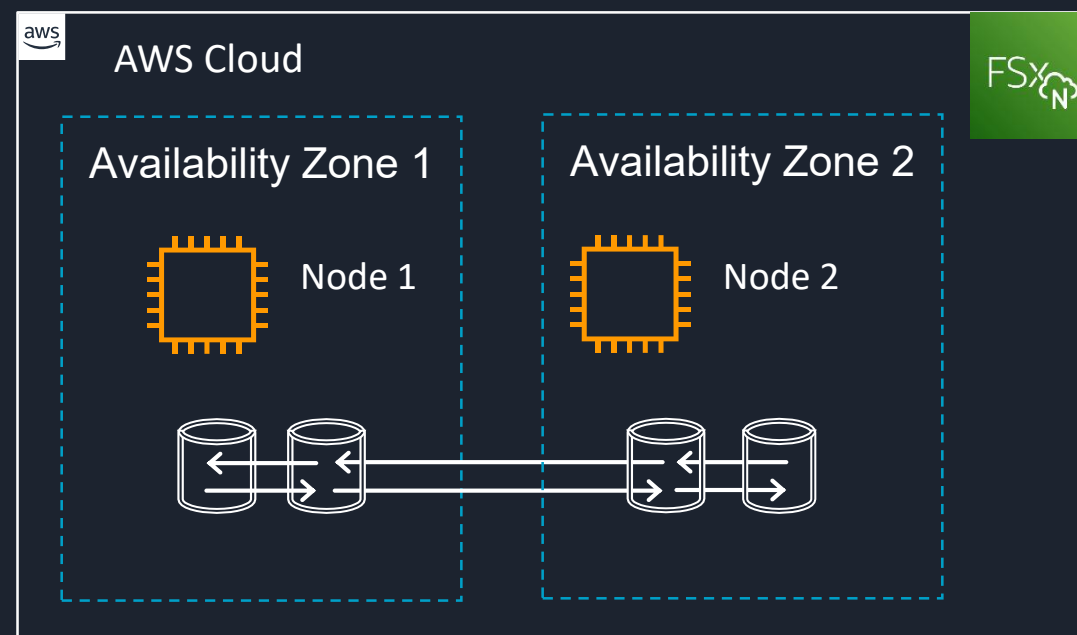 aws
AWS Cloud
FSx
N
Availability Zone 1
Availability Zone 2
Node 1
Node 2